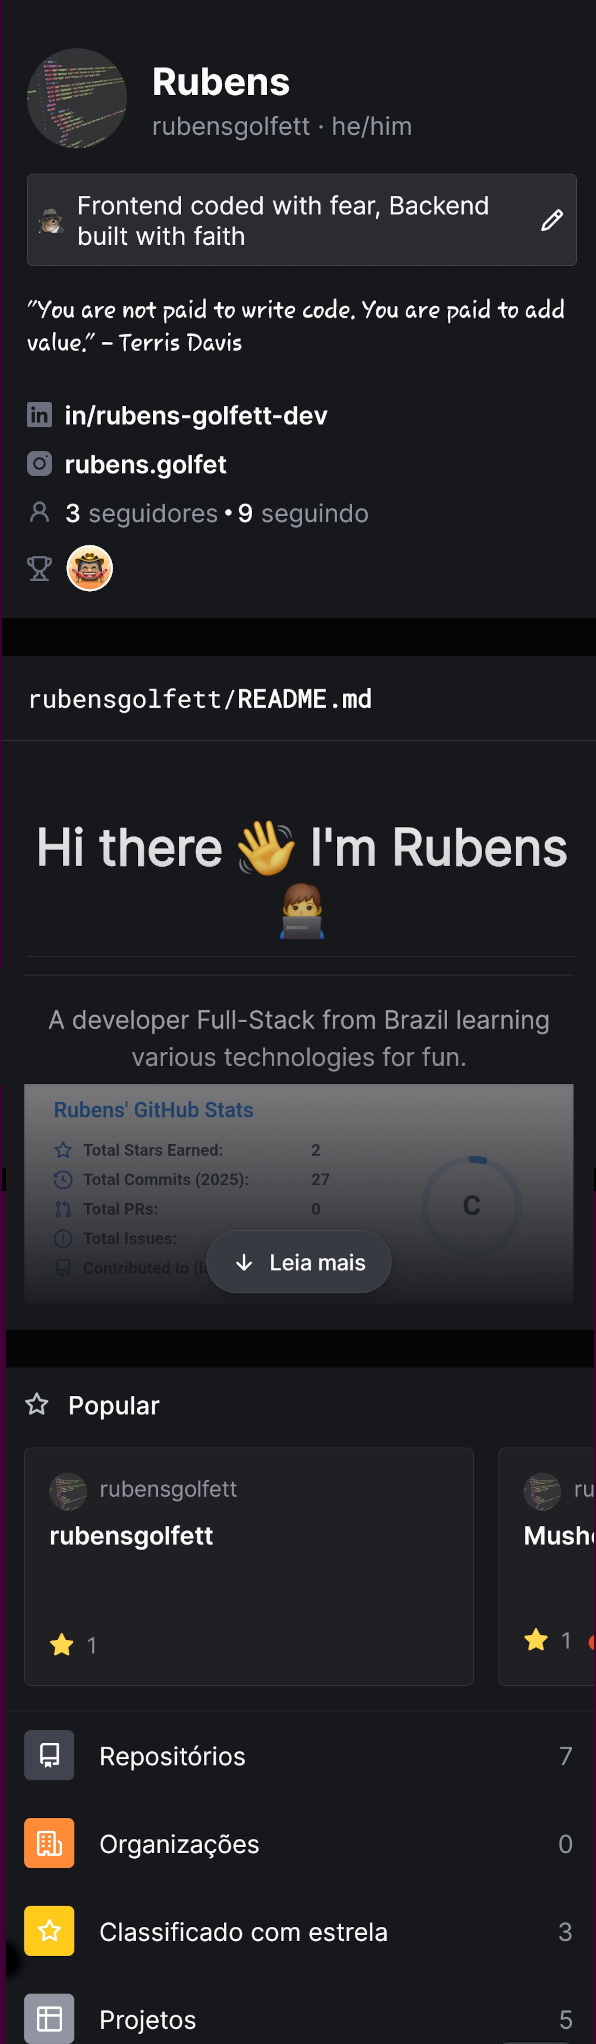 Rubens
rubensgolfett · he/him
Frontend coded with fear, Backend
built with faith
"You are not paid to write code. You are paid to add
value." – Terris Davis
in/rubens-golfett-dev
rubens.golfet
3 seguidores • 9 seguindo
rubensgolfett/README.md
Hi there 👋 I'm Rubens
A developer Full-Stack from Brazil learning
various technologies for fun.
Rubens' GitHub Stats
Total Stars Earned: 2
Total Commits (2025): 27
Total PRs: 0
C
Total Issues:
Contributed to
Leia mais
Popular
rubensgolfett
rubensgolfett
1
ru
Mush
1
Repositórios 7
Organizações 0
Classificado com estrela 3
Projetos 5